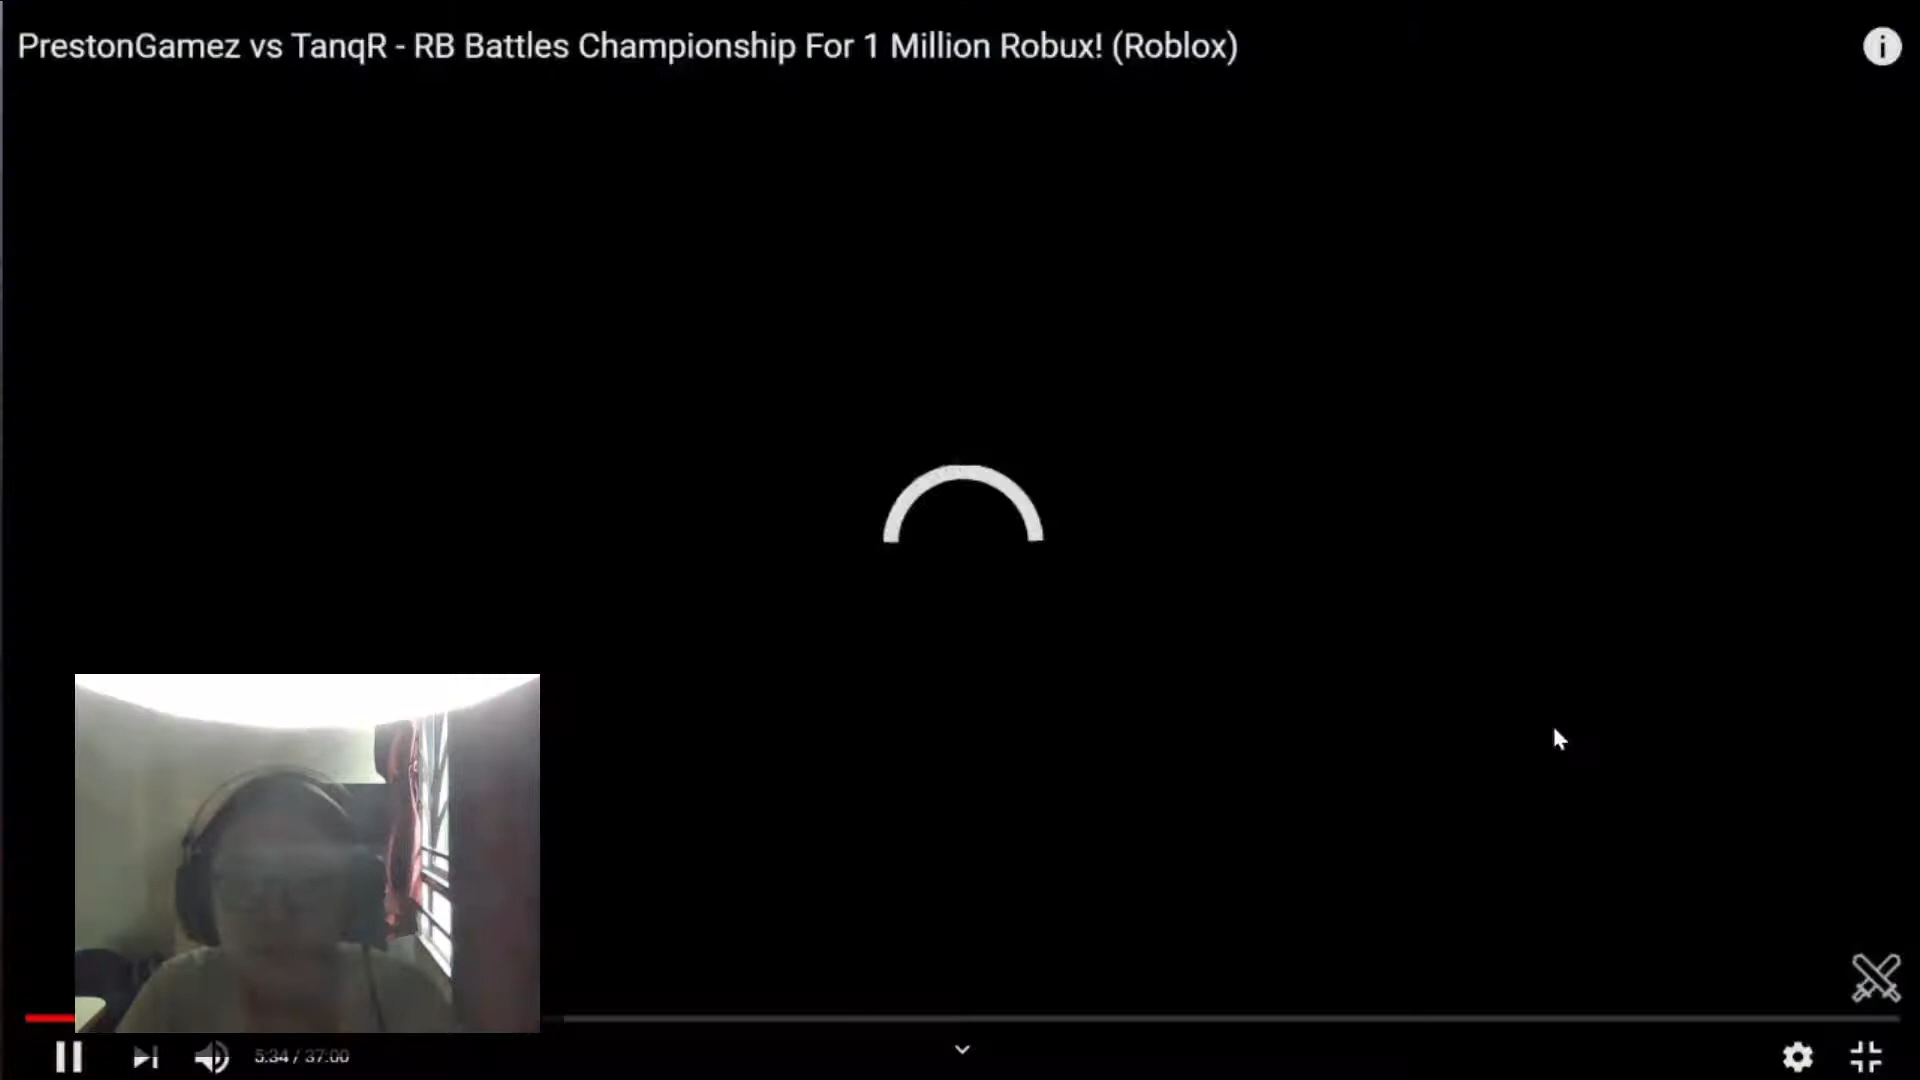 PrestonGamez vs TanqR - RB Battles Championship For 1 Million Robux! (Roblox)
5:34 / 37:00